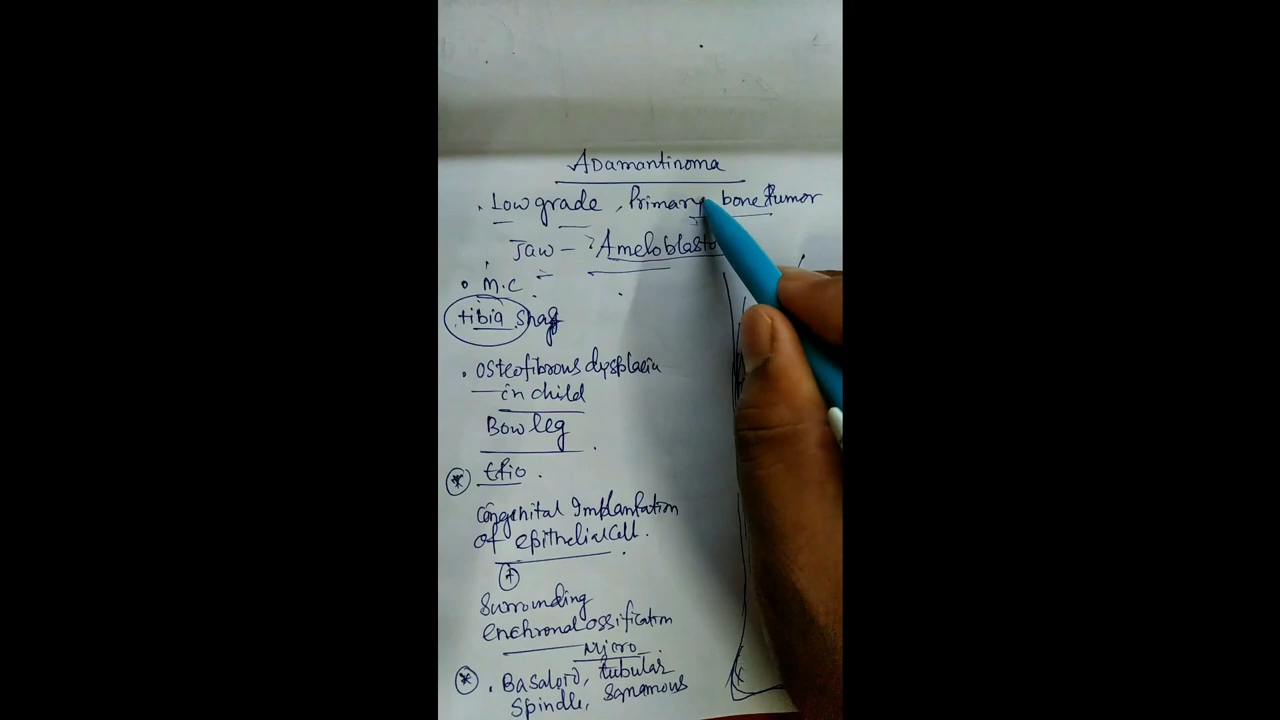 Adamantinoma
. Low grade, Primary bone tumor
Jaw - ? Ameloblasto
• M.C
tibia shaft
. Osteofibrous dysplasia
in child
Bow leg
* Etio.
Congenital Implantation
of epithelial cell.
+
Surrounding
enchronal ossification
Micro
* . Basaloid, tubular
spindle, squamous